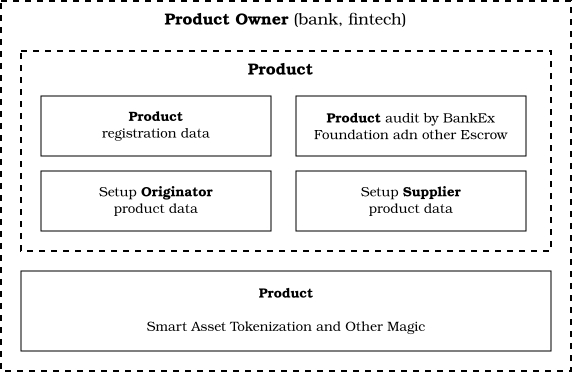 Product Owner (bank, fintech)
Product
Product
registration data
Product audit by BankEx
Foundation adn other Escrow
Setup Originator
product data
Setup Supplier
product data
Product
Smart Asset Tokenization and Other Magic